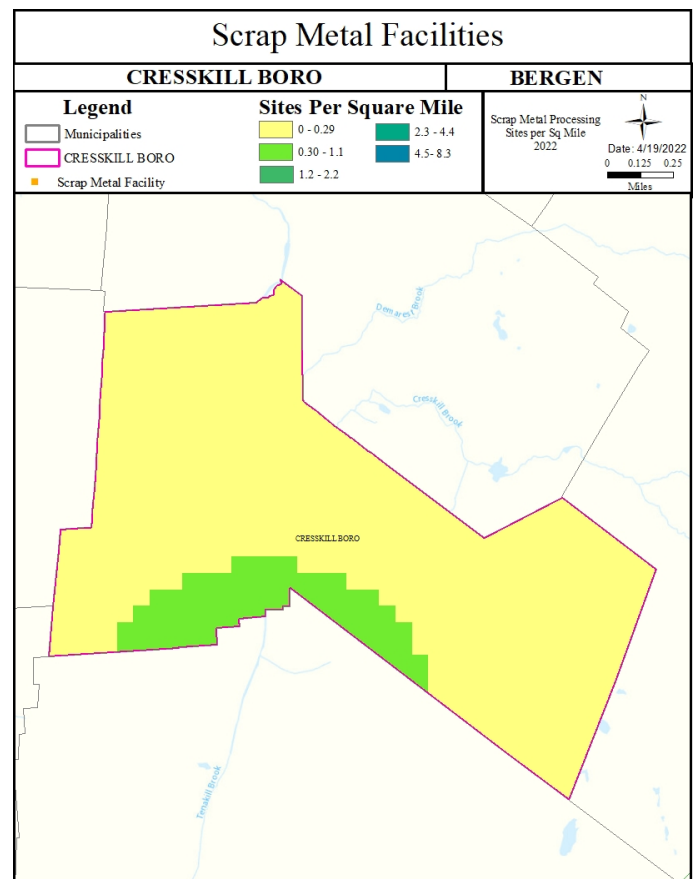 Scrap Metal Facilities
CRESSKILL BORO
BERGEN
Legend
Municipalities
CRESSKILL BORO
Scrap Metal Facility
Sites Per Square Mile
0 - 0.29
0.30 - 1.1
1.2 - 2.2
2.3 - 4.4
4.5- 8.3
Scrap Metal Processing
Sites per Sq Mile
2022
N
Date: 4/19/2022
0 0.125 0.25
Miles
Demarest Brook
Cresskill Brook
CRESSKILL BORO
Tenakill Brook